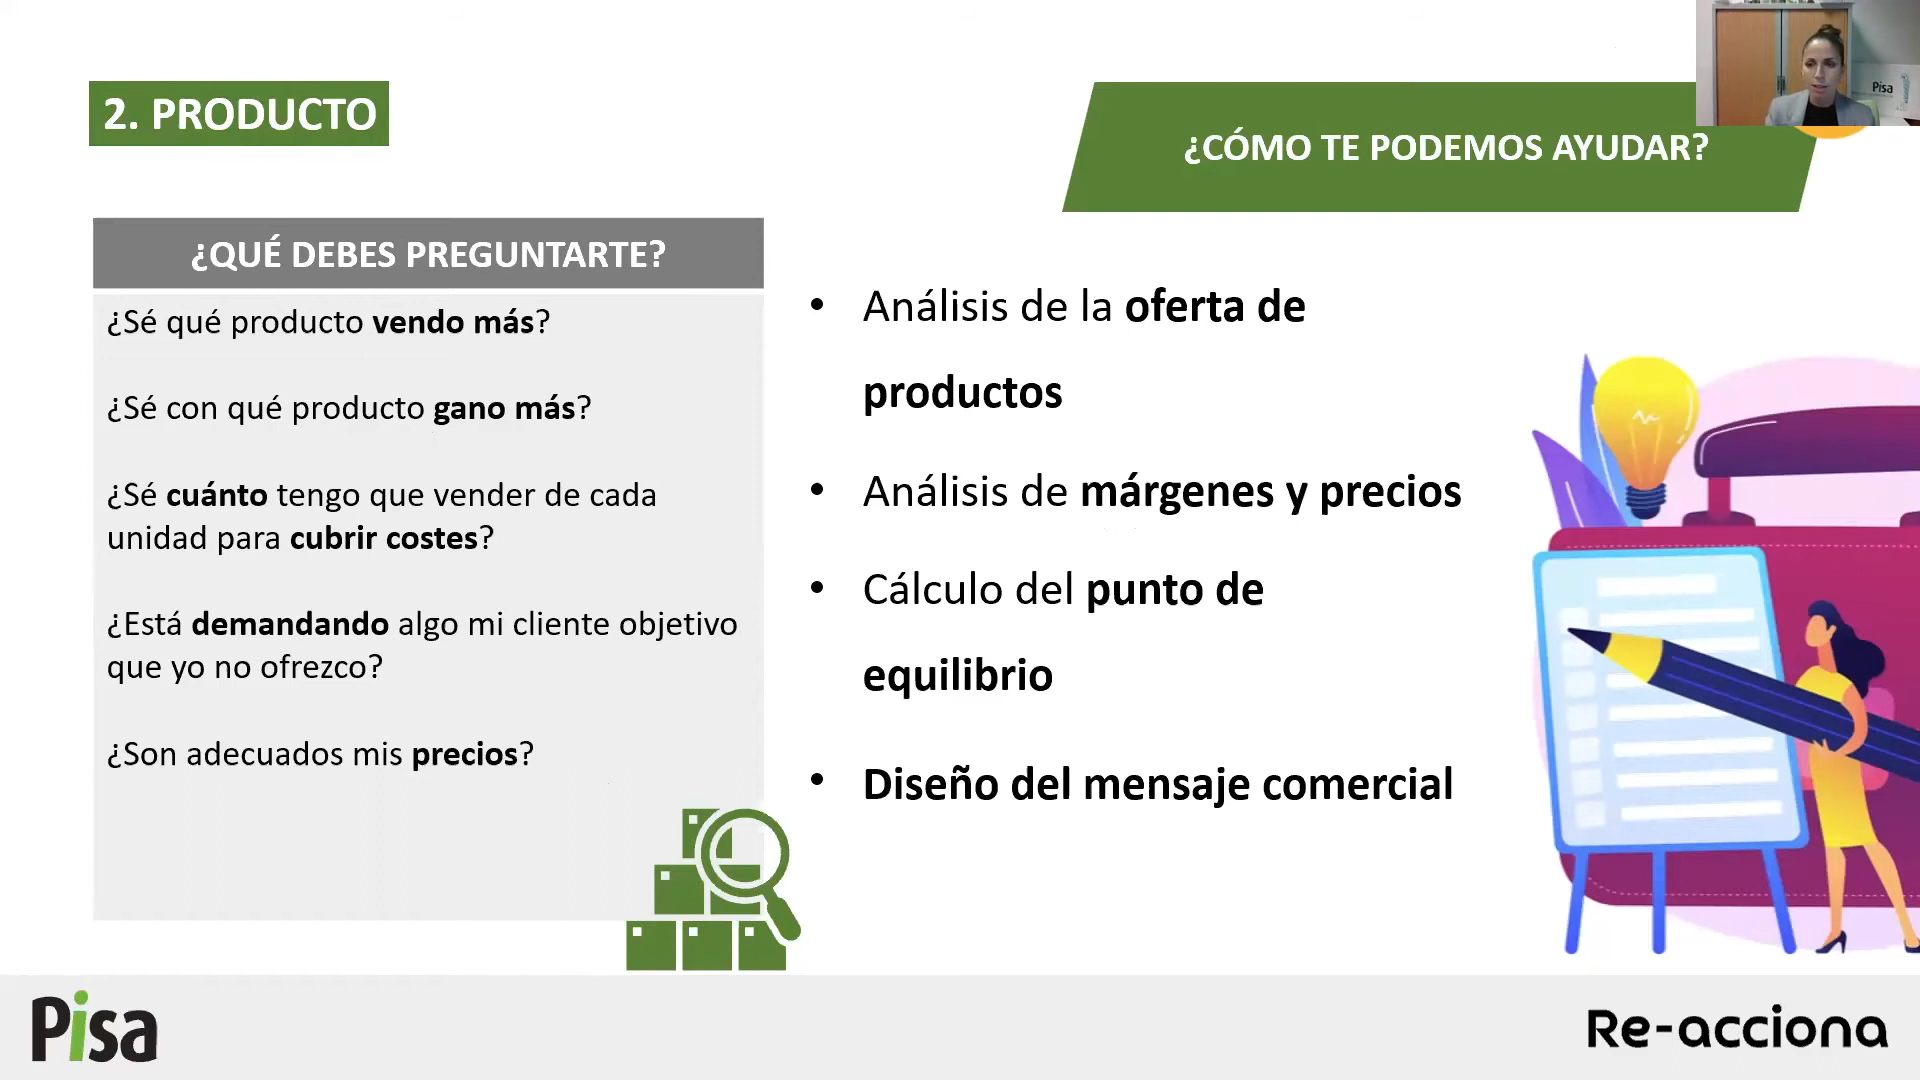 2. PRODUCTO
¿CÓMO TE PODEMOS AYUDAR?
Pisa
¿QUÉ DEBES PREGUNTARTE?
¿Sé qué producto vendo más?
¿Sé con qué producto gano más?
¿Sé cuánto tengo que vender de cada
unidad para cubrir costes?
¿Está demandando algo mi cliente objetivo
que yo no ofrezco?
¿Son adecuados mis precios?
• Análisis de la oferta de
productos
• Análisis de márgenes y precios
• Cálculo del punto de
equilibrio
• Diseño del mensaje comercial
Pisa
Re-acciona